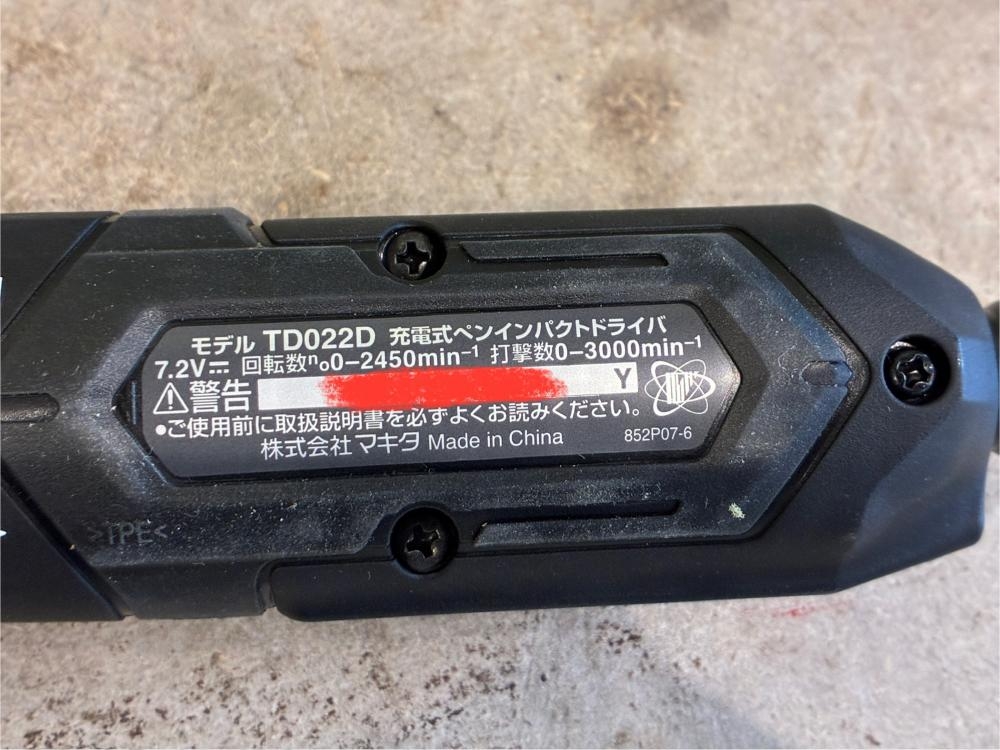 モデル TD022D 充電式ペンインパクトドライバ
7.2V⎓ 回転数n₀0-2450min⁻¹ 打撃数0-3000min⁻¹
⚠警告 Y
●ご使用前に取扱説明書を必ずよくお読みください。
株式会社マキタ Made in China 852P07-6
>TPE<